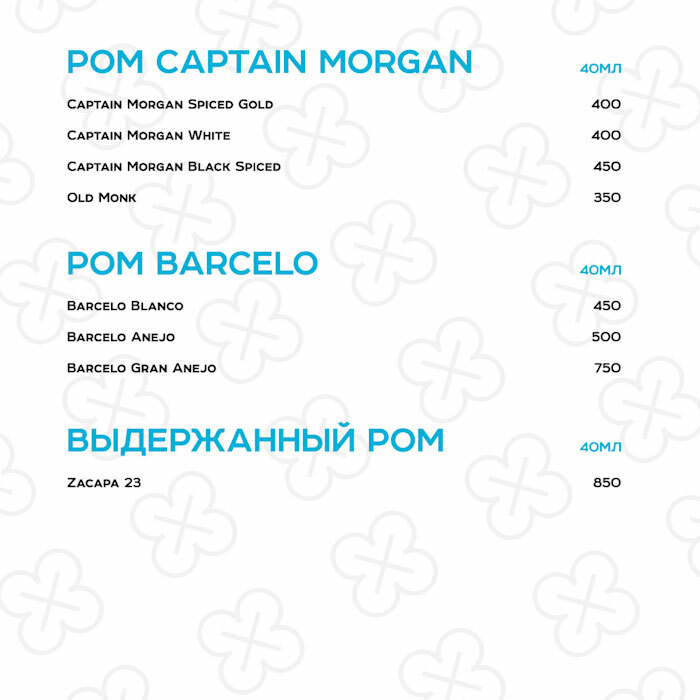 РОМ CAPTAIN MORGAN 40МЛ
Captain Morgan Spiced Gold 400
Captain Morgan White 400
Captain Morgan Black Spiced 450
Old Monk 350
РОМ BARCELO 40МЛ
Barcelo Blanco 450
Barcelo Anejo 500
Barcelo Gran Anejo 750
ВЫДЕРЖАННЫЙ РОМ 40МЛ
Zacapa 23 850